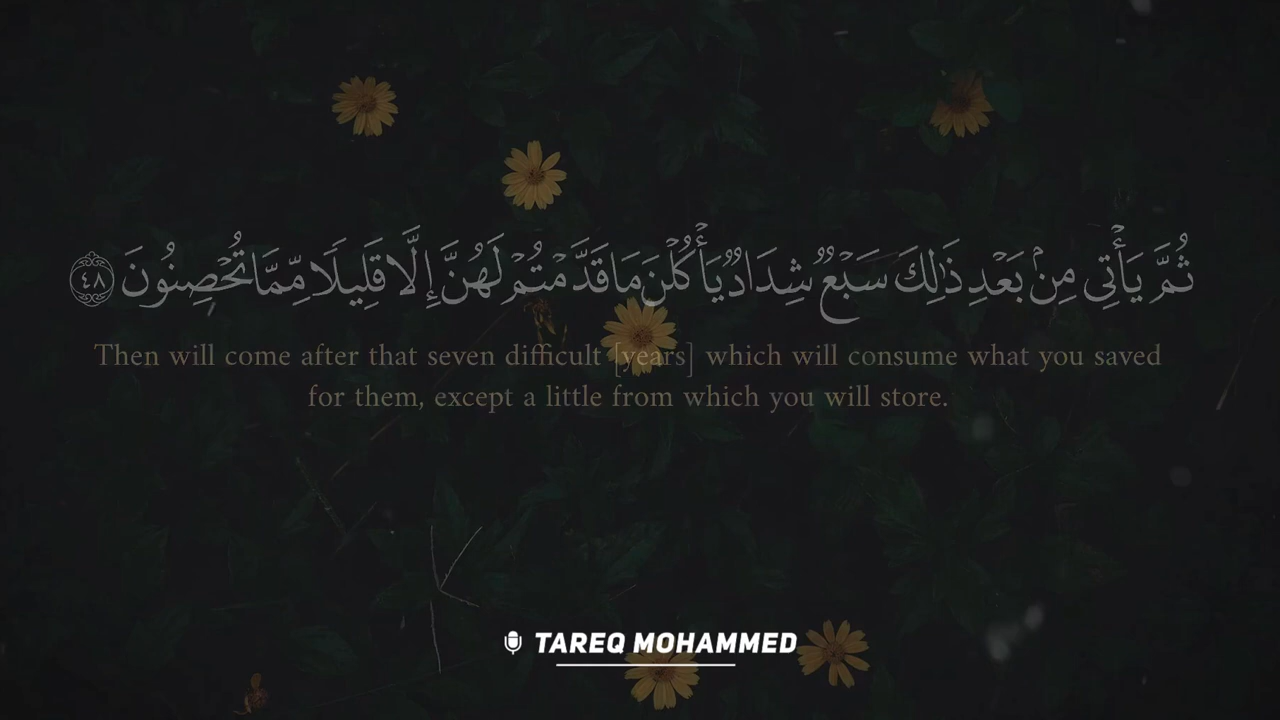 ثُمَّ يَأْتِي مِنۢ بَعْدِ ذَٰلِكَ سَبْعٌ شِدَادٌ يَأْكُلْنَ مَا قَدَّمْتُمْ لَهُنَّ إِلَّا قَلِيلًا مِّمَّا تُحْصِنُونَ ٤٨
Then will come after that seven difficult [years] which will consume what you saved
for them, except a little from which you will store.
TAREQ MOHAMMED